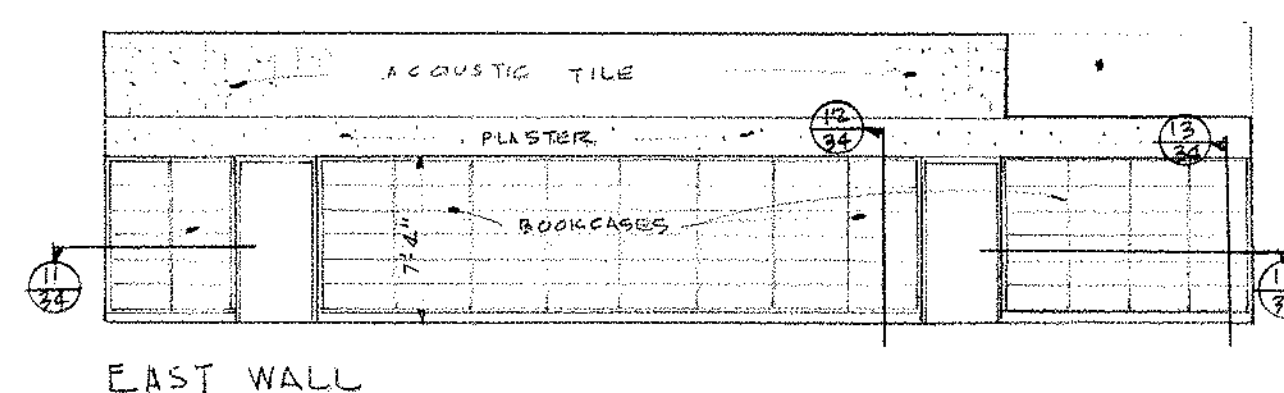 ACOUSTIC TILE
PLASTER
12
34
13
34
BOOKCASES
7'-4"
11
34
EAST WALL